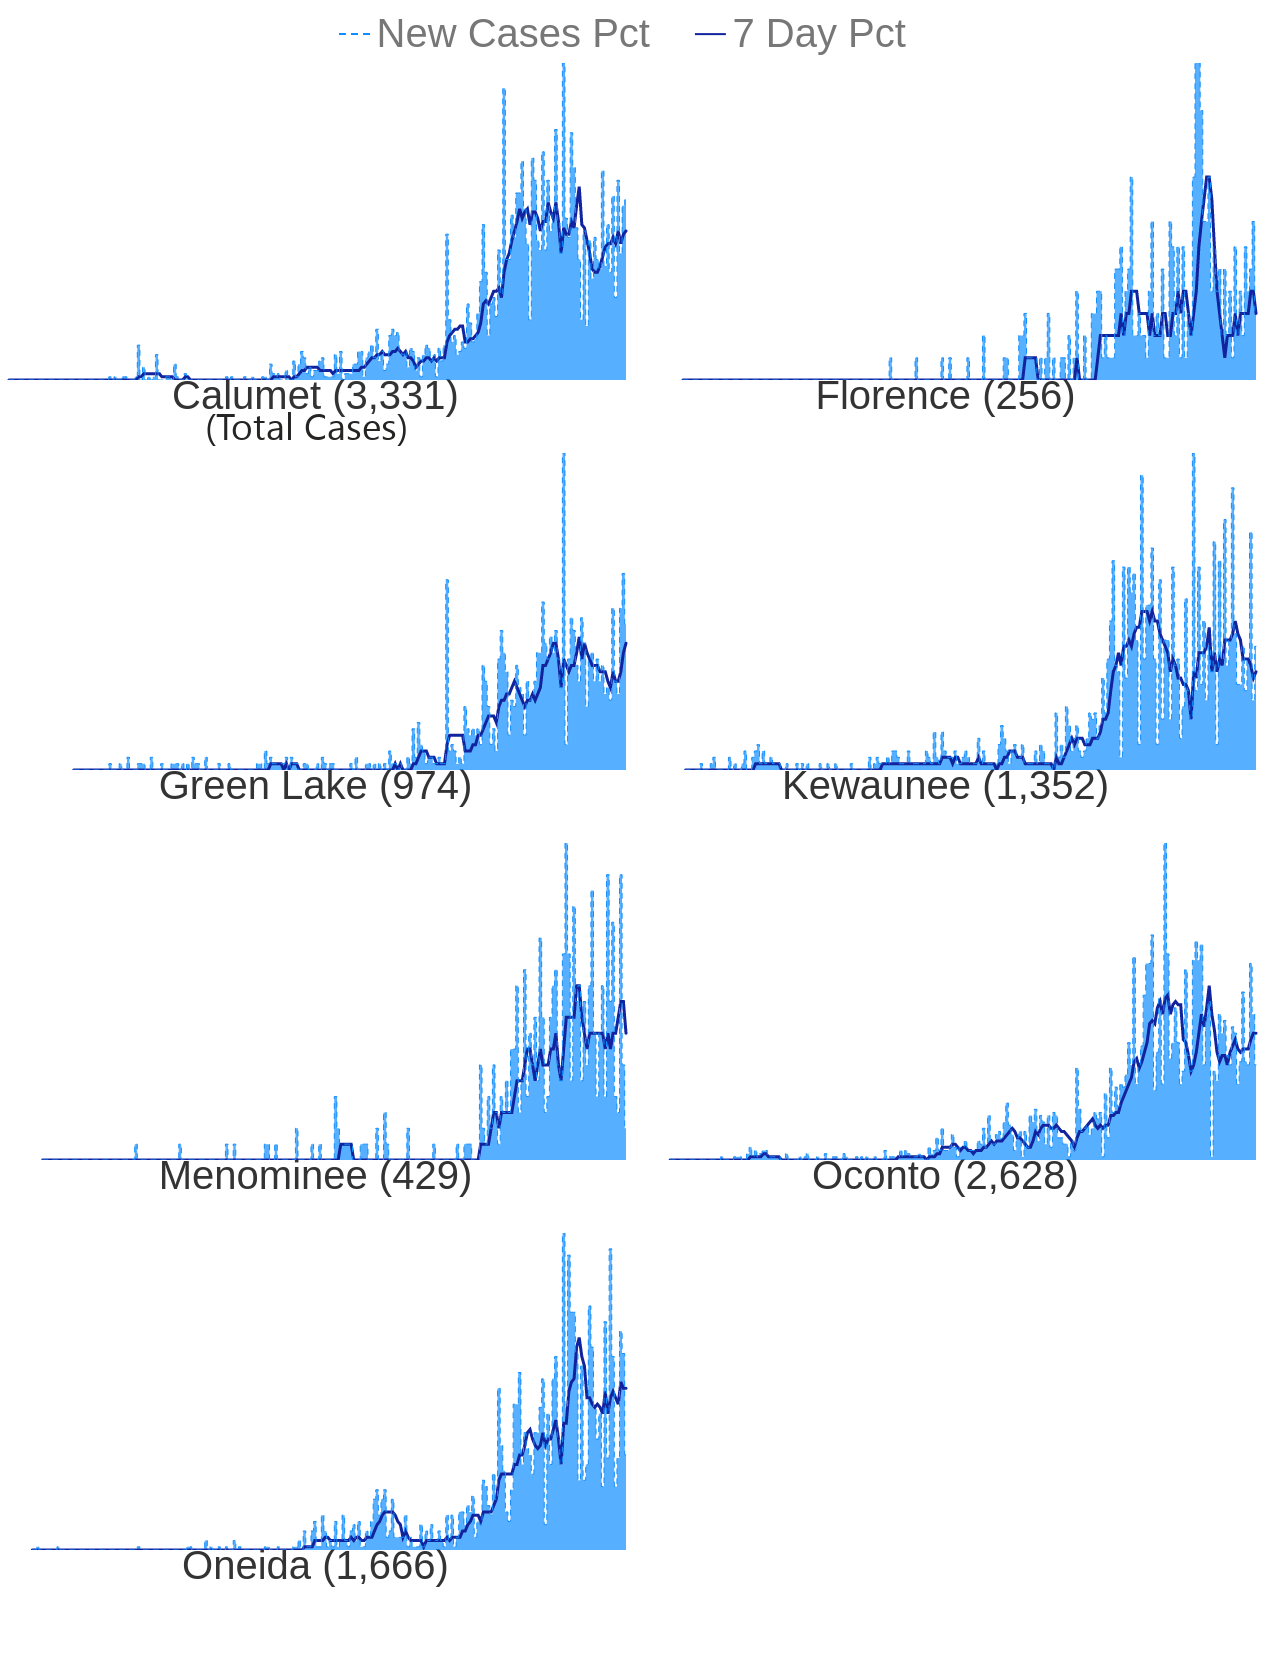 New Cases Pct 7 Day Pct
Calumet (3,331) Florence (256)
(Total Cases)
Green Lake (974) Kewaunee (1,352)
Menominee (429) Oconto (2,628)
Oneida (1,666)